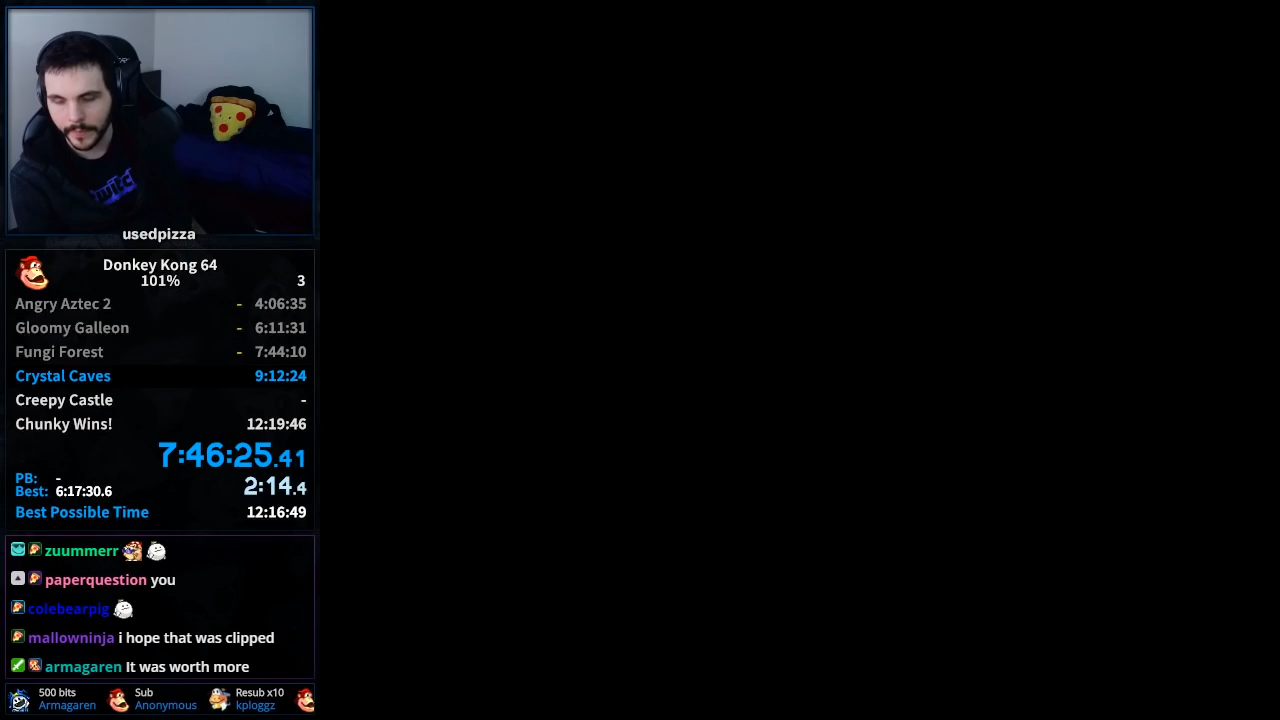 usedpizza
Donkey Kong 64
101% 3
Angry Aztec 2 - 4:06:35
Gloomy Galleon - 6:11:31
Fungi Forest - 7:44:10
Crystal Caves 9:12:24
Creepy Castle -
Chunky Wins! 12:19:46
7:46:25.41
PB: -
Best: 6:17:30.6
2:14.4
Best Possible Time 12:16:49
zuummerr
paperquestion you
colebearpig
mallowninja i hope that was clipped
armagaren It was worth more
500 bits
Armagaren
Sub
Anonymous
Resub x10
kploggz